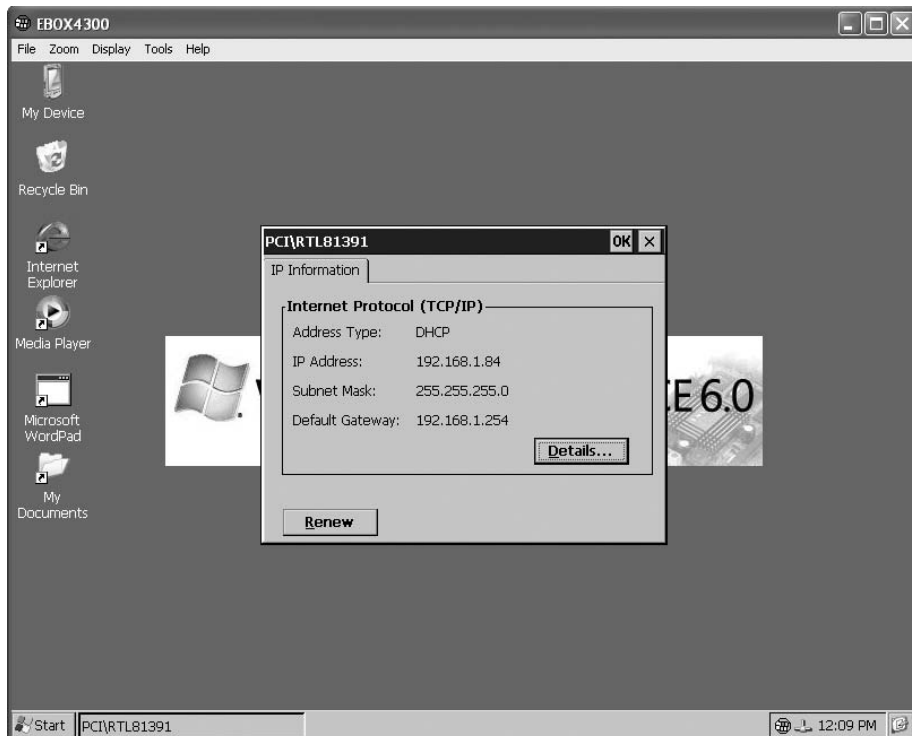 EBOX4300
File Zoom Display Tools Help
My Device
Recycle Bin
Internet
Explorer
Media Player
Microsoft
WordPad
My
Documents
PCI\RTL81391
OK
IP Information
Internet Protocol (TCP/IP)
Address Type: DHCP
IP Address: 192.168.1.84
Subnet Mask: 255.255.255.0
Default Gateway: 192.168.1.254
Details...
Renew
E 6.0
Start PCI\RTL81391 12:09 PM